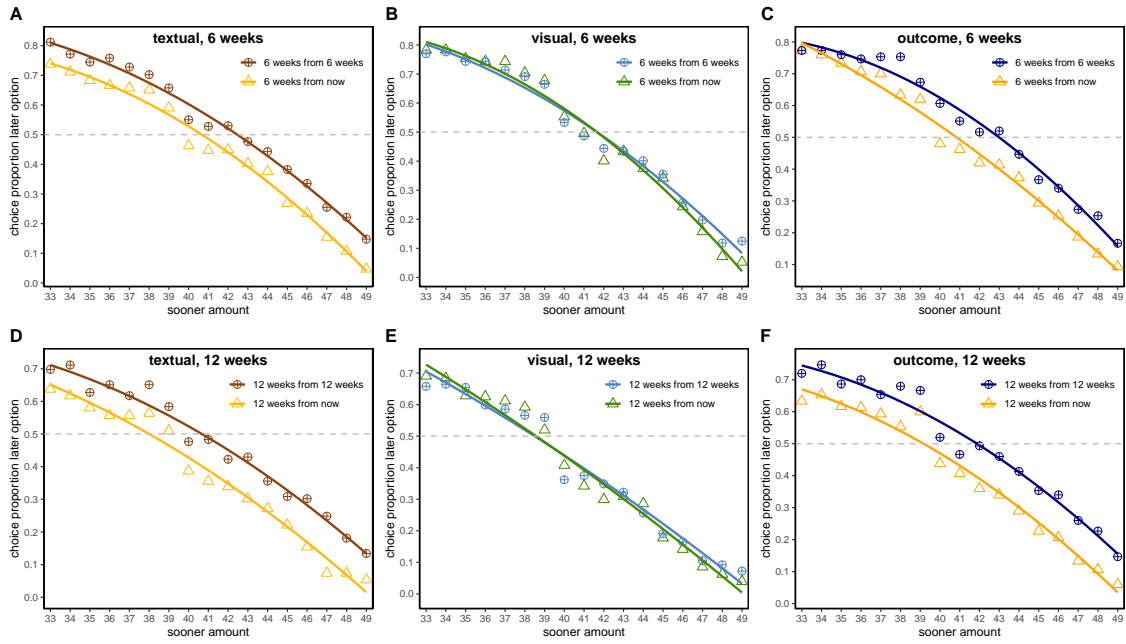 A
textual, 6 weeks
6 weeks from 6 weeks
6 weeks from now
choice proportion later option
0.8
0.7
0.6
0.5
0.4
0.3
0.2
0.1
0.0
33 34 35 36 37 38 39 40 41 42 43 44 45 46 47 48 49
sooner amount
B
visual, 6 weeks
6 weeks from 6 weeks
6 weeks from now
choice proportion later option
0.8
0.7
0.6
0.5
0.4
0.3
0.2
0.1
0.0
33 34 35 36 37 38 39 40 41 42 43 44 45 46 47 48 49
sooner amount
C
outcome, 6 weeks
6 weeks from 6 weeks
6 weeks from now
choice proportion later option
0.8
0.7
0.6
0.5
0.4
0.3
0.2
0.1
33 34 35 36 37 38 39 40 41 42 43 44 45 46 47 48 49
sooner amount
D
textual, 12 weeks
12 weeks from 12 weeks
12 weeks from now
choice proportion later option
0.7
0.6
0.5
0.4
0.3
0.2
0.1
0.0
33 34 35 36 37 38 39 40 41 42 43 44 45 46 47 48 49
sooner amount
E
visual, 12 weeks
12 weeks from 12 weeks
12 weeks from now
choice proportion later option
0.7
0.6
0.5
0.4
0.3
0.2
0.1
0.0
33 34 35 36 37 38 39 40 41 42 43 44 45 46 47 48 49
sooner amount
F
outcome, 12 weeks
12 weeks from 12 weeks
12 weeks from now
choice proportion later option
0.7
0.6
0.5
0.4
0.3
0.2
0.1
0.0
33 34 35 36 37 38 39 40 41 42 43 44 45 46 47 48 49
sooner amount